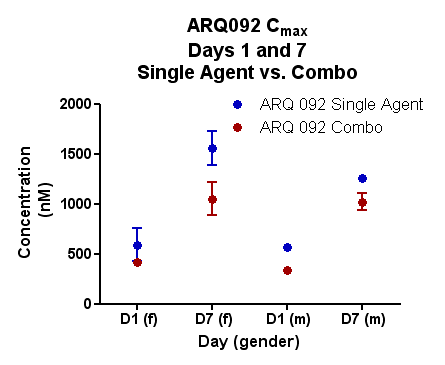 ARQ092 Cmax
Days 1 and 7
Single Agent vs. Combo
ARQ 092 Single Agent
ARQ 092 Combo
Concentration
(nM)
2000
1500
1000
500
0
D1 (f) D7 (f) D1 (m) D7 (m)
Day (gender)